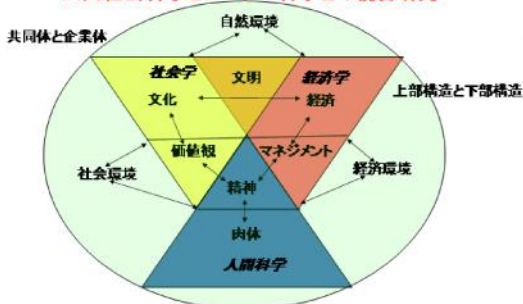 自然環境
共同体と企業体
社会学
文明
経済学
上部構造と下部構造
文化
経済
価値観
マネジメント
社会環境
経済環境
精神
肉体
人間科学